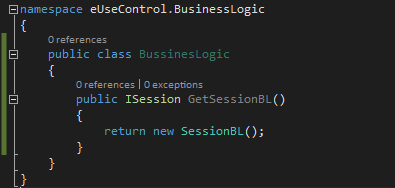 namespace eUseControl.BusinessLogic
{
0 references
public class BussinesLogic
{
0 references | 0 exceptions
public ISession GetSessionBL()
{
return new SessionBL();
}
}
}